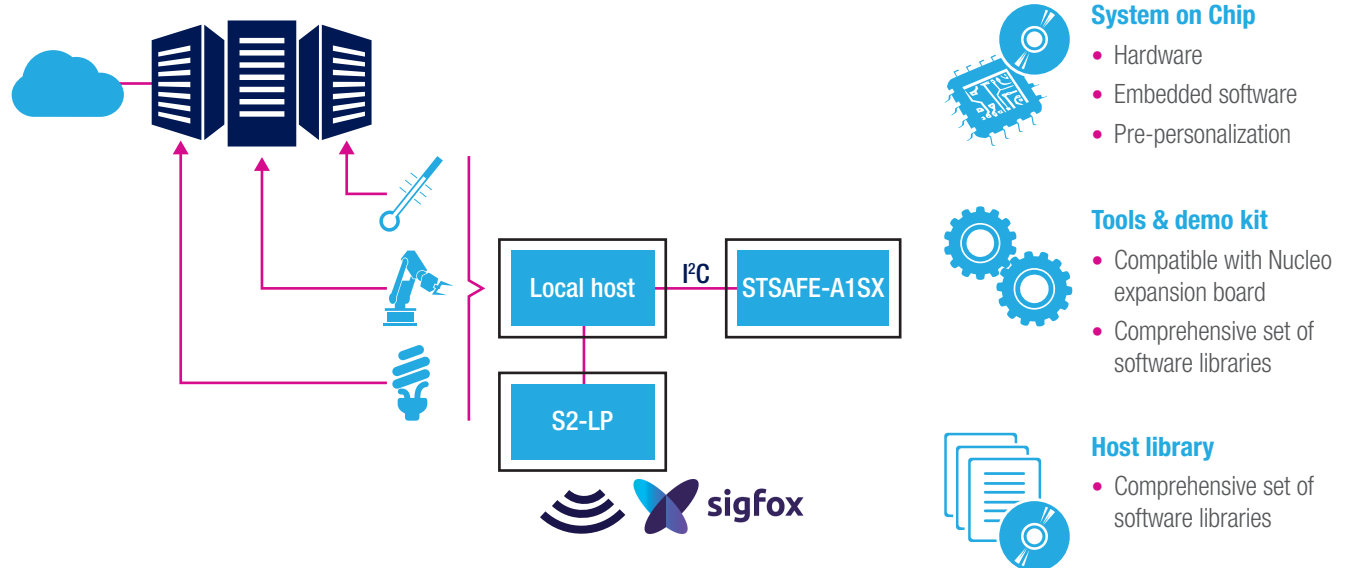 Local host
I²C
STSAFE-A1SX
S2-LP
sigfox
System on Chip
• Hardware
• Embedded software
• Pre-personalization
Tools & demo kit
• Compatible with Nucleo
expansion board
• Comprehensive set of
software libraries
Host library
• Comprehensive set of
software libraries